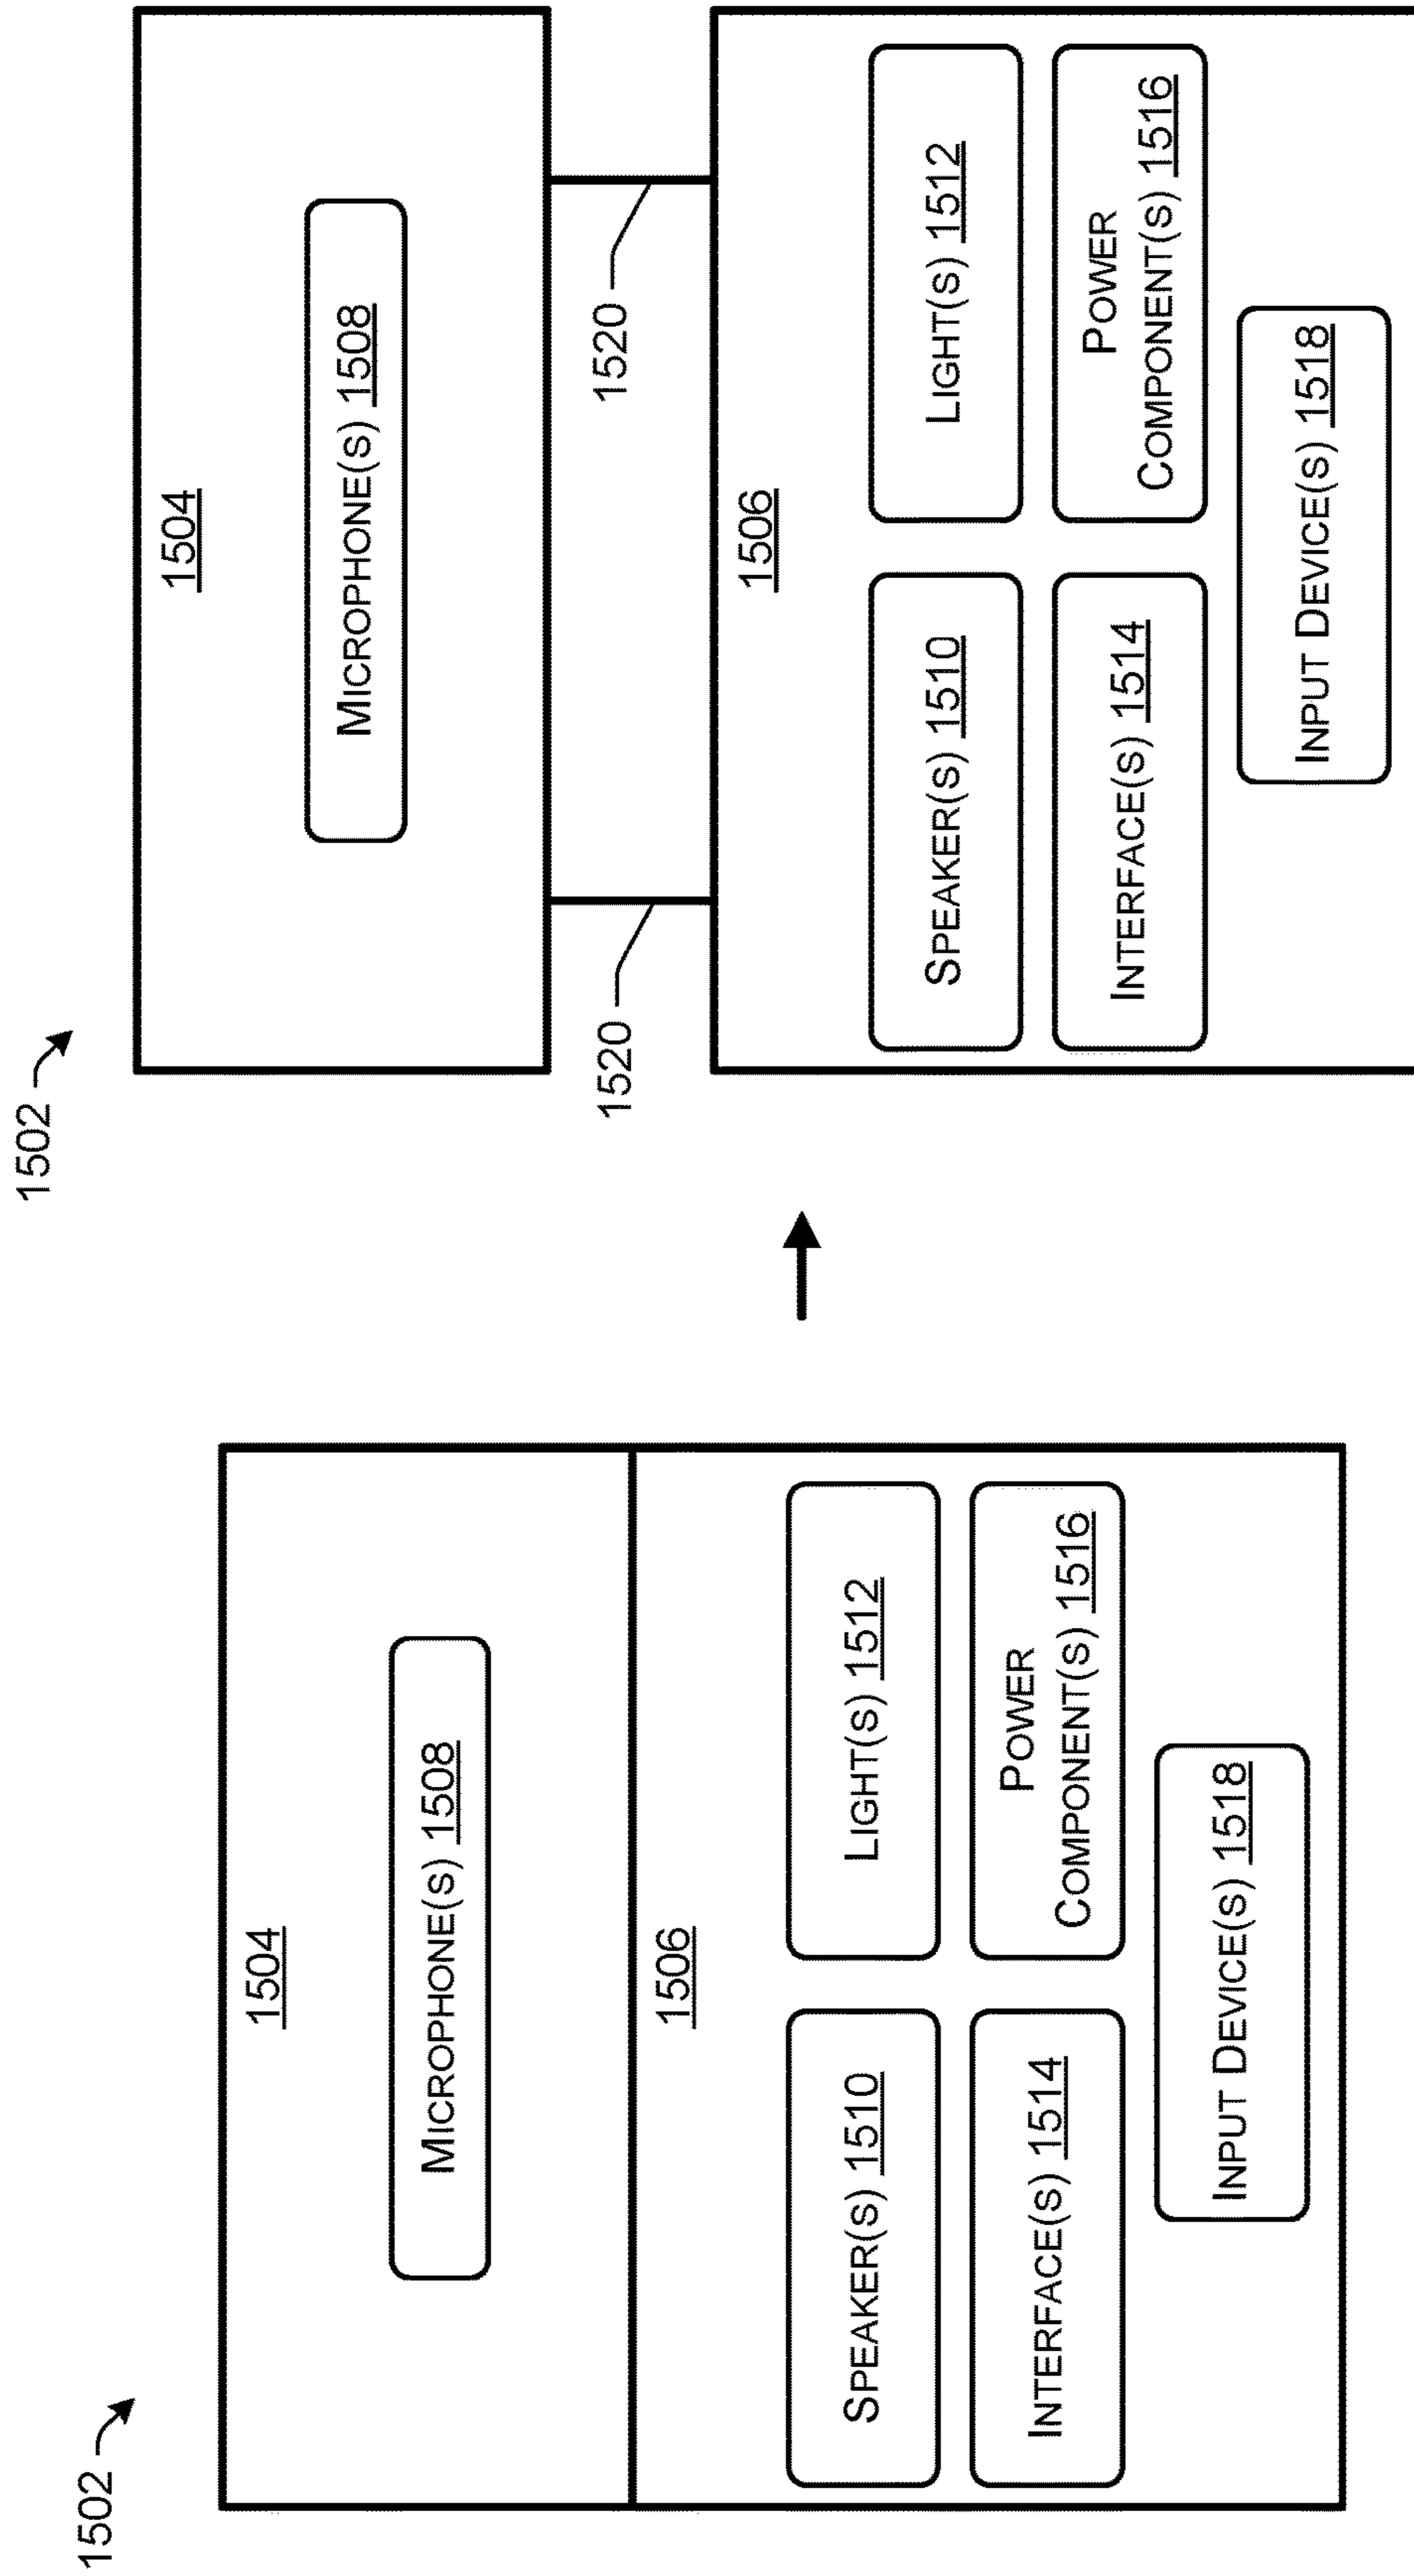 1502
1504
MICROPHONE(S) 1508
1506
SPEAKER(S) 1510
LIGHT(S) 1512
INTERFACE(S) 1514
POWER
COMPONENT(S) 1516
INPUT DEVICE(S) 1518
1502
1504
MICROPHONE(S) 1508
1520
1520
1506
SPEAKER(S) 1510
LIGHT(S) 1512
INTERFACE(S) 1514
POWER
COMPONENT(S) 1516
INPUT DEVICE(S) 1518